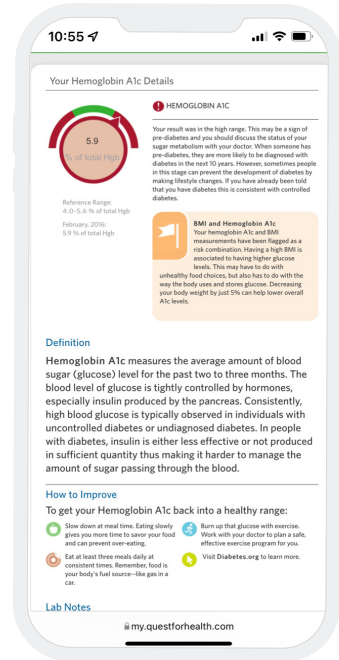 10:55
Your Hemoglobin A1c Details
5.9
% of total Hgb
Reference Range:
4.0–5.6 % of total Hgb
February, 2016:
5.9 % of total Hgb
HEMOGLOBIN A1C
Your result was in the high range. This may be a sign of
pre-diabetes and you should discuss the status of your
sugar metabolism with your doctor. When someone has
pre-diabetes, they are more likely to be diagnosed with
diabetes in the next 10 years. However, sometimes people
in this stage can prevent the development of diabetes by
making lifestyle changes. If you have already been told
that you have diabetes this is consistent with controlled
diabetes.
BMI and Hemoglobin A1c
Your hemoglobin A1c and BMI
measurements have been flagged as a
risk combination. Having a high BMI is
associated to having higher glucose
levels. This may have to do with
unhealthy food choices, but also has to do with the
way the body uses and stores glucose. Decreasing
your body weight by just 5% can help lower overall
A1c levels.
Definition
Hemoglobin A1c measures the average amount of blood
sugar (glucose) level for the past two to three months. The
blood level of glucose is tightly controlled by hormones,
especially insulin produced by the pancreas. Consistently,
high blood glucose is typically observed in individuals with
uncontrolled diabetes or undiagnosed diabetes. In people
with diabetes, insulin is either less effective or not produced
in sufficient quantity thus making it harder to manage the
amount of sugar passing through the blood.
How to Improve
To get your Hemoglobin A1c back into a healthy range:
Slow down at meal time. Eating slowly
gives you more time to savor your food
and can prevent over-eating.
Burn up that glucose with exercise.
Work with your doctor to plan a safe,
effective exercise program for you.
Eat at least three meals daily at
consistent times. Remember, food is
your body's fuel source—like gas in a
car.
Visit Diabetes.org to learn more.
Lab Notes
my.questforhealth.com